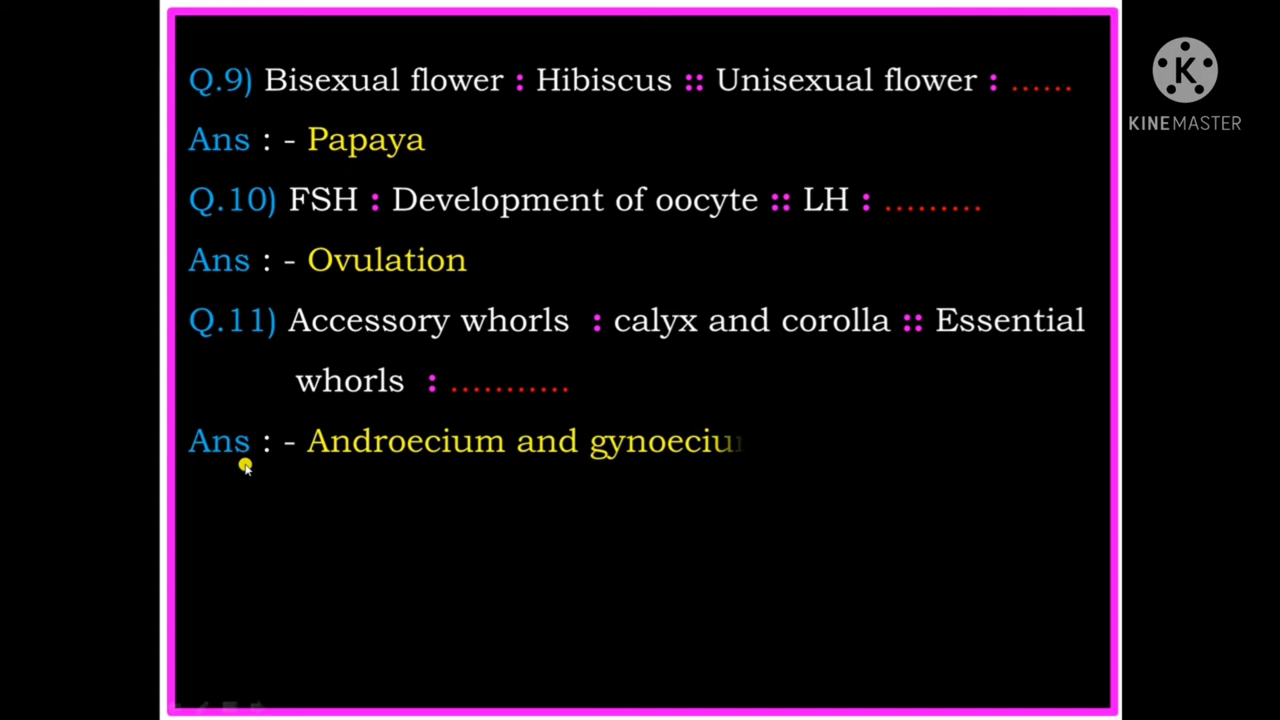 Q.9) Bisexual flower : Hibiscus :: Unisexual flower : ......
Ans : - Papaya
Q.10) FSH : Development of oocyte :: LH : .........
Ans : - Ovulation
Q.11) Accessory whorls : calyx and corolla :: Essential
whorls : ...........
Ans : - Androecium and gynoecium
K
KINEMASTER